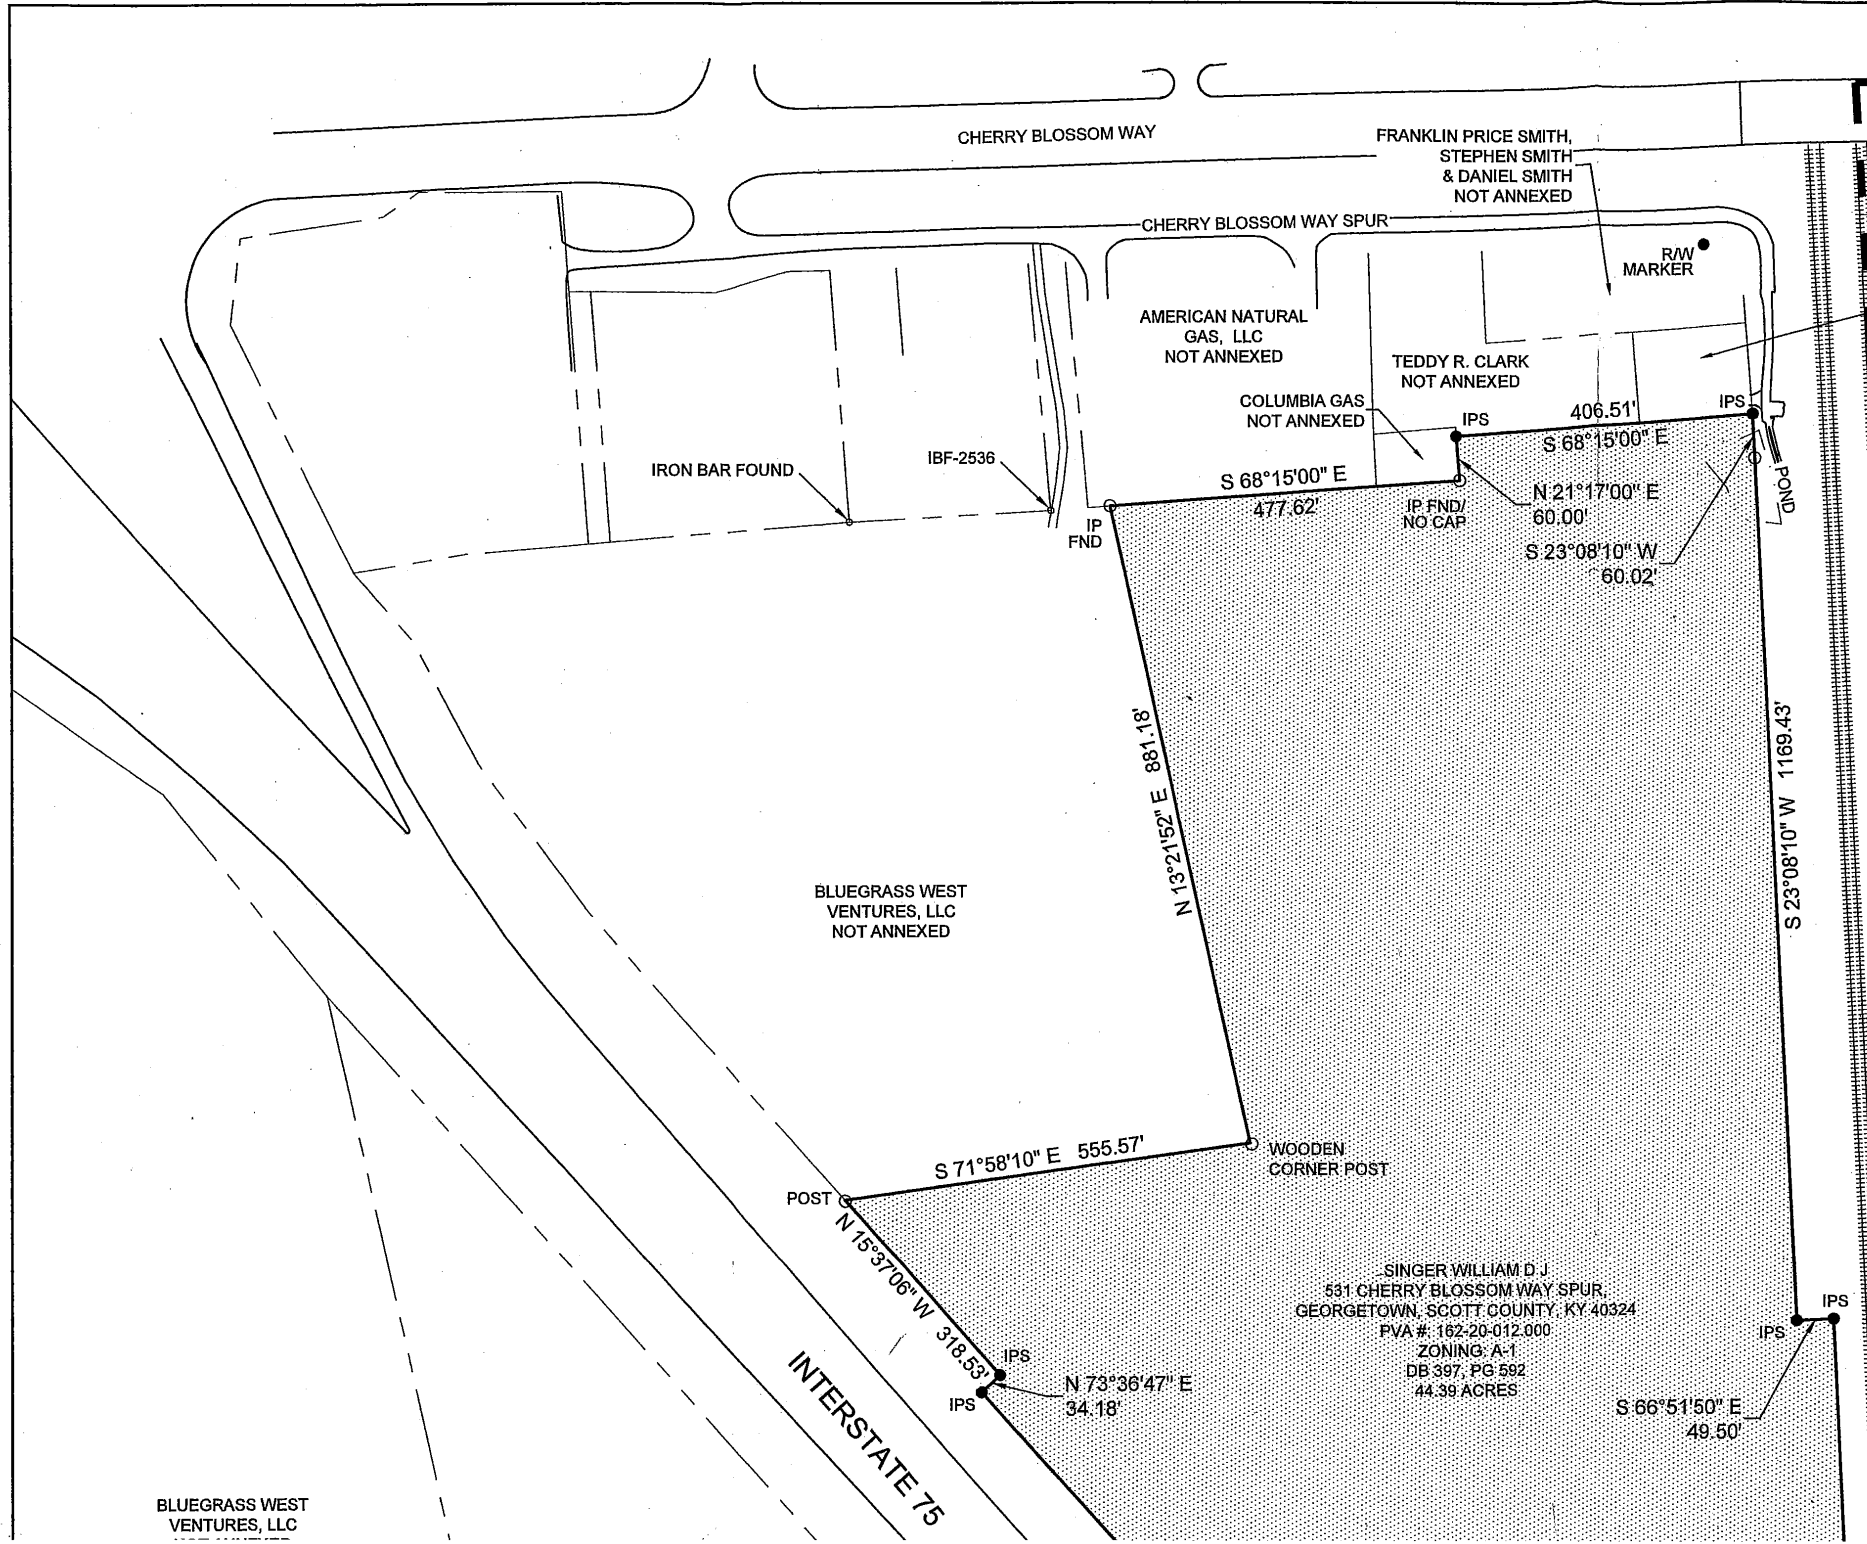 CHERRY BLOSSOM WAY
FRANKLIN PRICE SMITH,
STEPHEN SMITH
& DANIEL SMITH
NOT ANNEXED
CHERRY BLOSSOM WAY SPUR
R/W
MARKER
AMERICAN NATURAL
GAS, LLC
NOT ANNEXED
TEDDY R. CLARK
NOT ANNEXED
COLUMBIA GAS
NOT ANNEXED
IPS
406.51'
S 68°15'00" E
IPS
IRON BAR FOUND
IBF-2536
S 68°15'00" E
477.62'
IP
FND
IP FND/
NO CAP
N 21°17'00" E
60.00'
POND
S 23°08'10" W
60.02'
N 13°21'52" E 881.18'
S 23°08'10" W 1169.43'
BLUEGRASS WEST
VENTURES, LLC
NOT ANNEXED
S 71°58'10" E 555.57'
WOODEN
CORNER POST
POST
N 15°37'06" W 318.53'
SINGER WILLIAM D J
531 CHERRY BLOSSOM WAY SPUR,
GEORGETOWN, SCOTT COUNTY, KY 40324
PVA #: 162-20-012.000
ZONING: A-1
DB 397, PG 592
44.39 ACRES
IPS
IPS
IPS
N 73°36'47" E
34.18'
IPS
S 66°51'50" E
49.50'
INTERSTATE 75
BLUEGRASS WEST
VENTURES, LLC
NOT ANNEXED